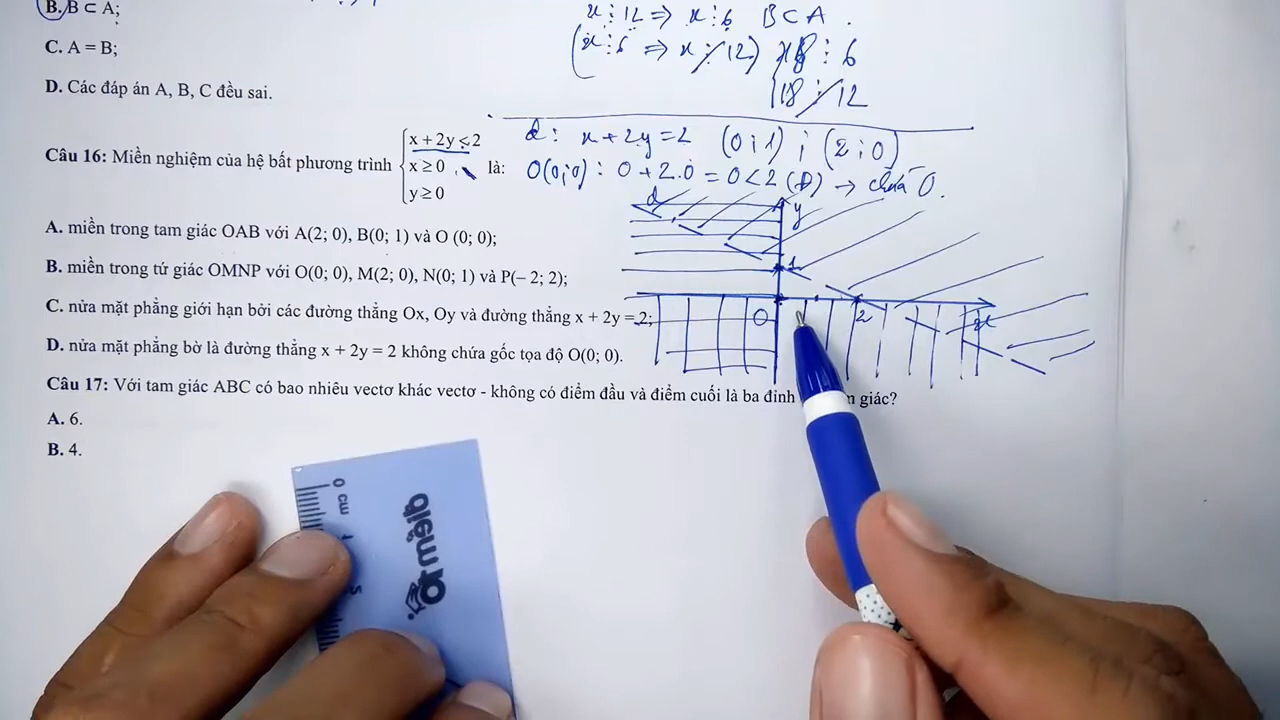 B. B ⊂ A;
x ⋮ 12 ⇒ x ⋮ 6 B ⊂ A .
C. A = B;
(x ⋮ 6 ⇒ x ⋮̸ 12) 18 ⋮ 6
D. Các đáp án A, B, C đều sai.
18 ⋮̸ 12
d : x + 2y = 2 (0 ; 1) ; (2 ; 0)
Câu 16: Miền nghiệm của hệ bất phương trình { x + 2y < 2
x ≥ 0 là:
y ≥ 0
O(0;0) : 0 + 2.0 = 0 < 2 (Đ) → chứa O.
A. miền trong tam giác OAB với A(2; 0), B(0; 1) và O (0; 0);
B. miền trong tứ giác OMNP với O(0; 0), M(2; 0), N(0; 1) và P(– 2; 2);
C. nửa mặt phẳng giới hạn bởi các đường thẳng Ox, Oy và đường thẳng x + 2y = 2;
D. nửa mặt phẳng bờ là đường thẳng x + 2y = 2 không chứa gốc tọa độ O(0; 0).
d y
1
O 2 x
Câu 17: Với tam giác ABC có bao nhiêu vectơ khác vectơ - không có điểm đầu và điểm cuối là ba đỉnh giác?
A. 6.
B. 4.
0 cm
5
điểm